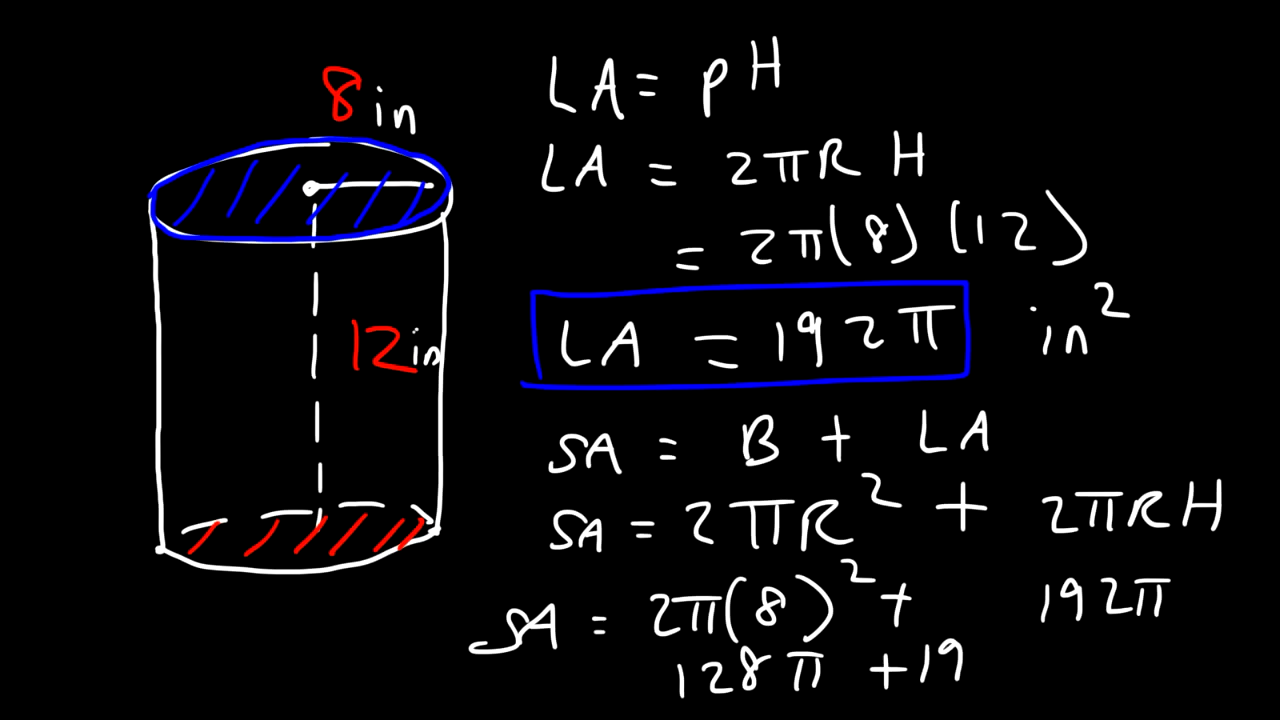 8 in
12 in
LA = pH
LA = 2πR H
= 2π(8)(12)
LA = 192π in²
SA = B + LA
SA = 2πR² + 2πRH
SA = 2π(8)² + 192π
128π + 19